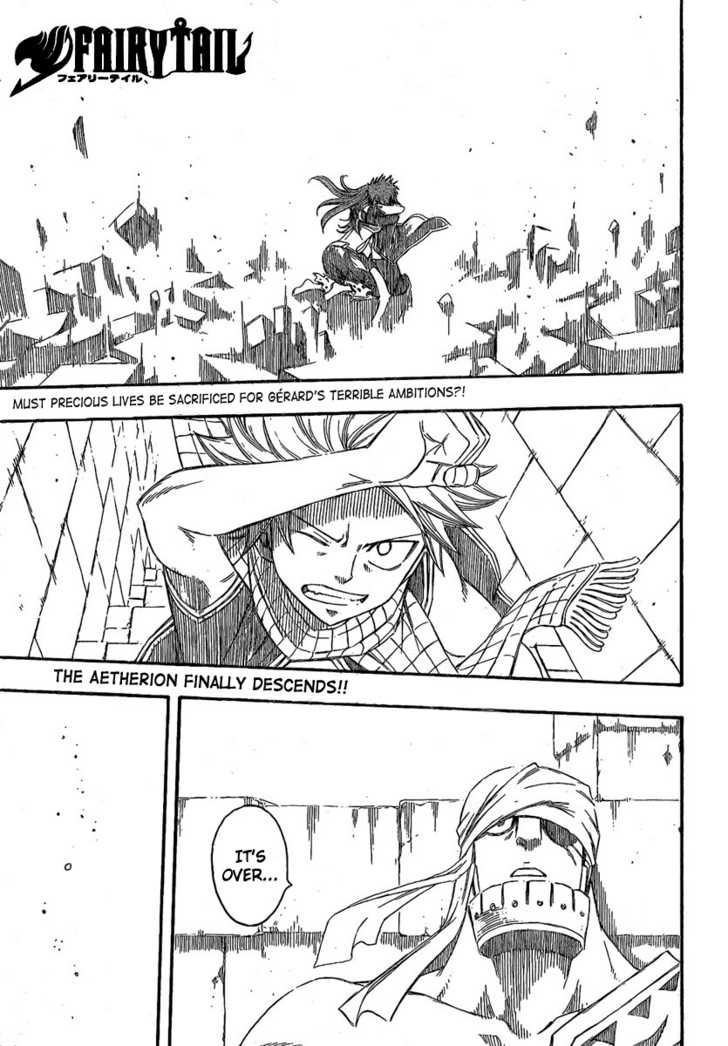 FAIRY TAIL
フェアリーテイル、
MUST PRECIOUS LIVES BE SACRIFICED FOR GÉRARD'S TERRIBLE AMBITIONS?!
THE AETHERION FINALLY DESCENDS!!
IT'S
OVER...